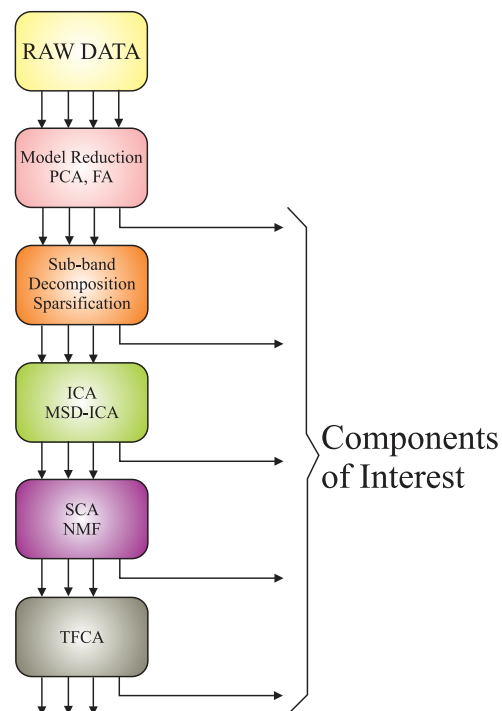 RAW DATA
Model Reduction
PCA, FA
Sub-band
Decomposition
Sparsification
ICA
MSD-ICA
Components
of Interest
SCA
NMF
TFCA